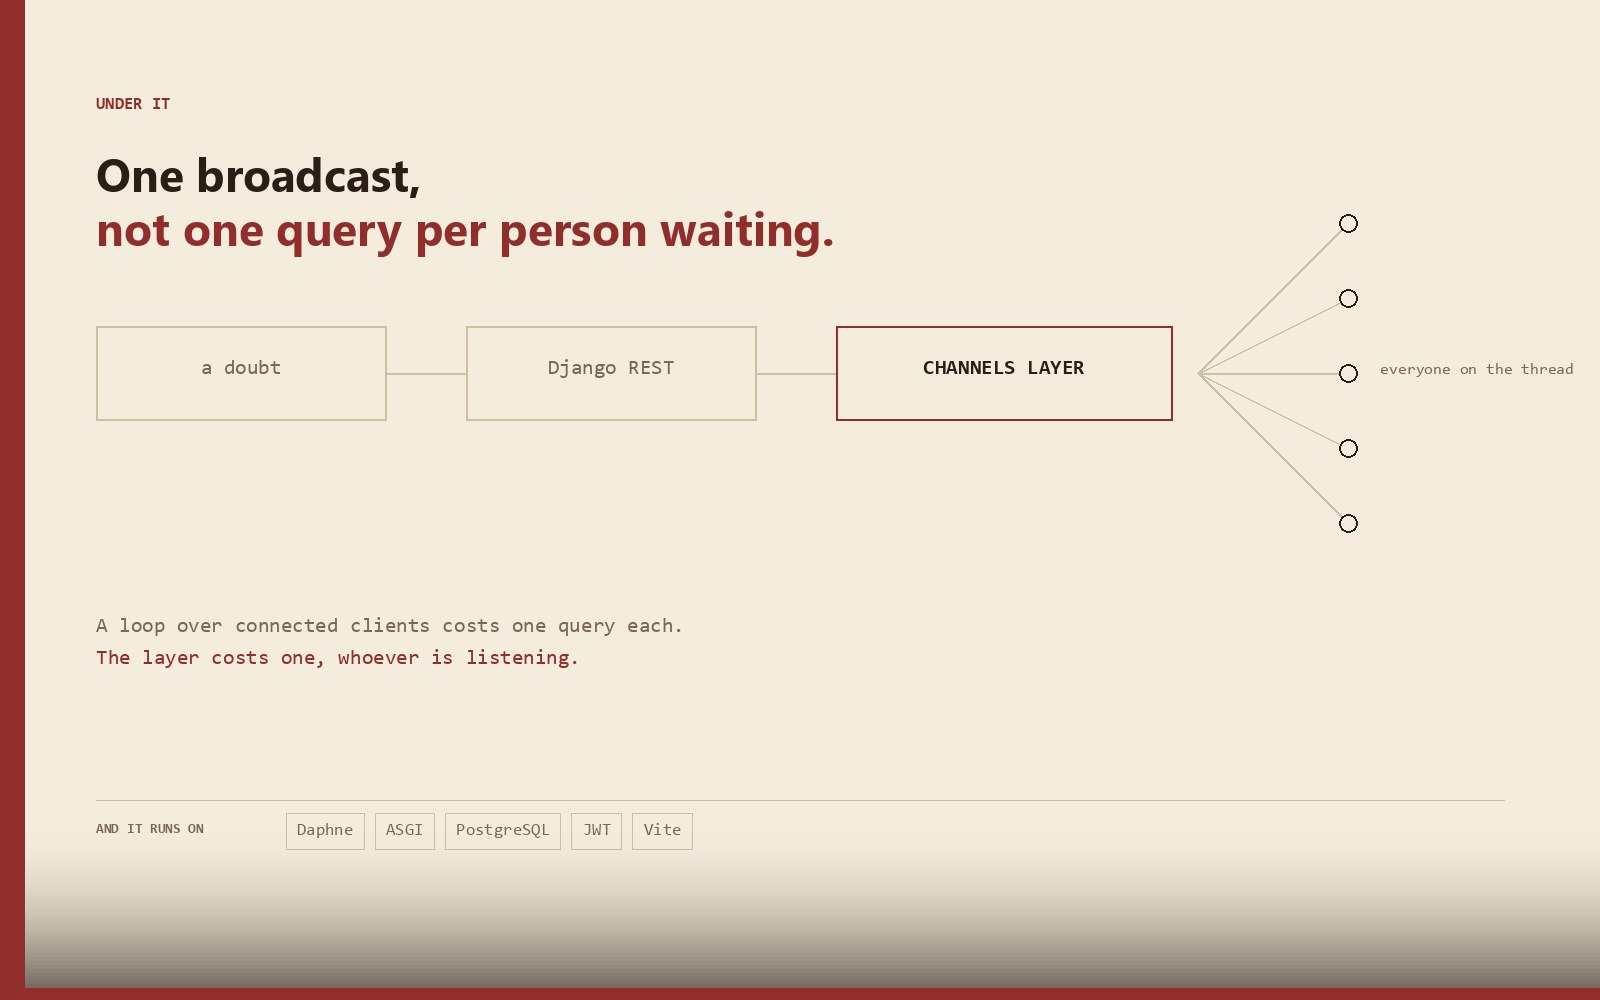 UNDER IT
One broadcast,
not one query per person waiting.
a doubt
Django REST
CHANNELS LAYER
everyone on the thread
A loop over connected clients costs one query each.
The layer costs one, whoever is listening.
AND IT RUNS ON
Daphne
ASGI
PostgreSQL
JWT
Vite